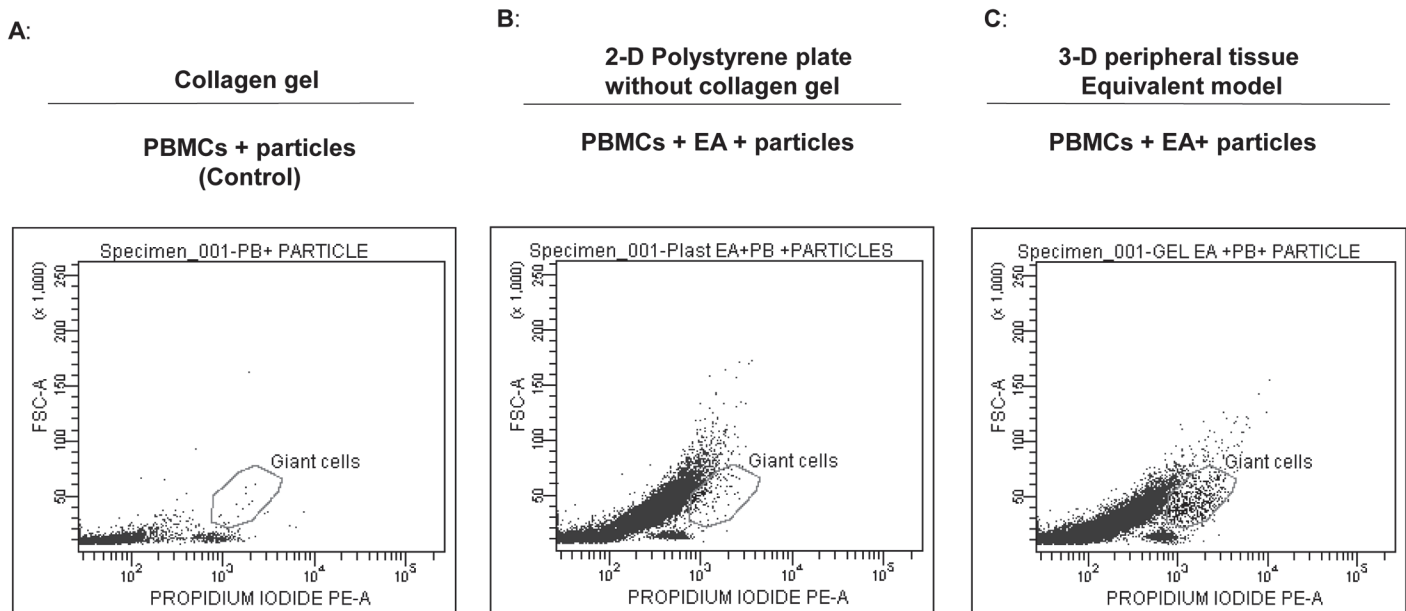 A:
Collagen gel
PBMCs + particles
(Control)
Specimen_001-PB+ PARTICLE
(x 1,000)
FSC-A
250
200
150
100
50
Giant cells
10²
10³
10⁴
10⁵
PROPIDIUM IODIDE PE-A
B:
2-D Polystyrene plate
without collagen gel
PBMCs + EA + particles
Specimen_001-Plast EA+PB +PARTICLES
(x 1,000)
FSC-A
250
200
150
100
50
Giant cells
10²
10³
10⁴
10⁵
PROPIDIUM IODIDE PE-A
C:
3-D peripheral tissue
Equivalent model
PBMCs + EA+ particles
Specimen_001-GEL EA +PB+ PARTICLE
(x 1,000)
FSC-A
250
200
150
100
50
Giant cells
10²
10³
10⁴
10⁵
PROPIDIUM IODIDE PE-A